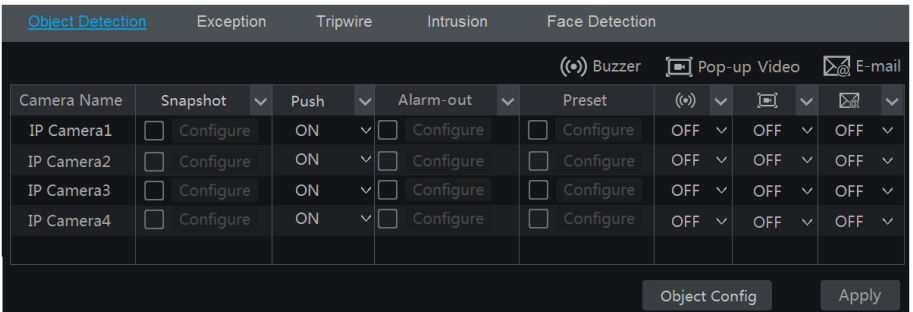 Object Detection Exception Tripwire Intrusion Face Detection
Buzzer Pop-up Video E-mail
Camera Name Snapshot Push Alarm-out Preset
IP Camera1 Configure ON Configure Configure OFF OFF OFF
IP Camera2 Configure ON Configure Configure OFF OFF OFF
IP Camera3 Configure ON Configure Configure OFF OFF OFF
IP Camera4 Configure ON Configure Configure OFF OFF OFF
Object Config Apply